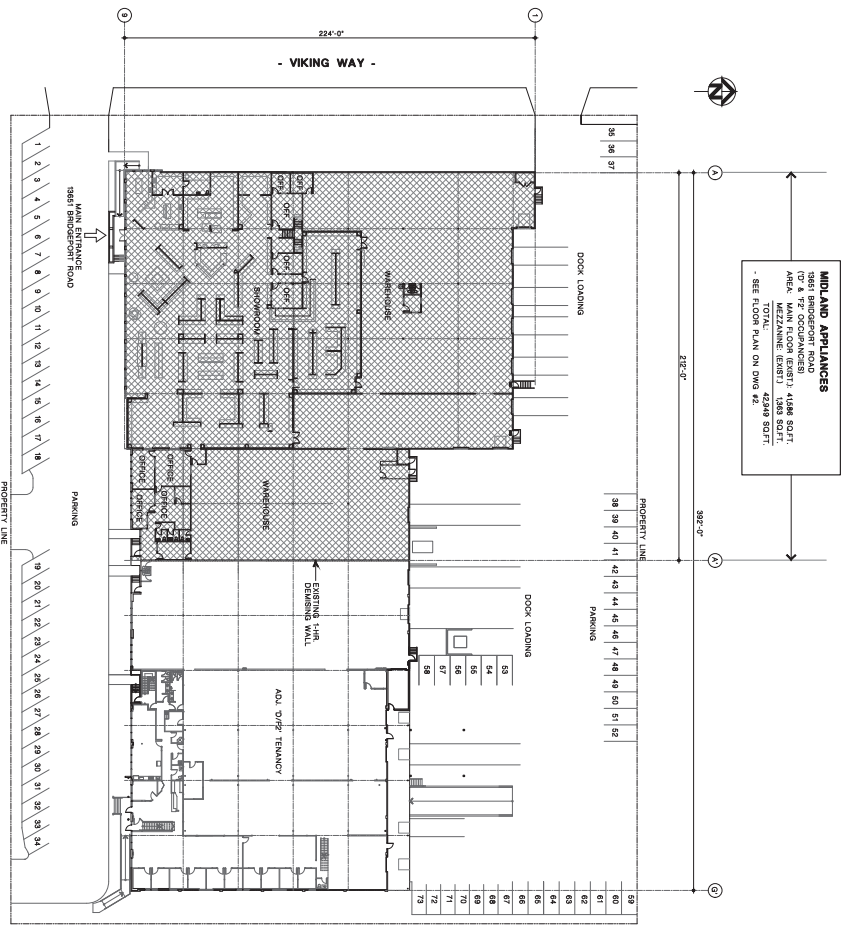 9
1
224'-0"
- VIKING WAY -
N
35
36
37
A
1
2
3
4
5
6
7
8
9
10
11
12
13
14
15
16
17
18
MAIN ENTRANCE
13651 BRIDGEPORT ROAD
OFF
OFF
OFF
OFF
OFF
SHOWROOM
WAREHOUSE
DOCK LOADING
MIDLAND APPLIANCES
13651 BRIDGEPORT ROAD
('D' & 'F2' OCCUPANCIES)
AREA: MAIN FLOOR (EXIST.): 41,586 SQ.FT.
MEZZANINE: (EXIST.) 1,363 SQ.FT.
TOTAL: 42,949 SQ.FT.
- SEE FLOOR PLAN ON DWG #2.
212'-0"
392'-0"
PROPERTY LINE
PARKING
OFFICE
OFFICE
OFFICE
OFFICE
WAREHOUSE
38
39
40
41
42
43
44
45
46
47
48
49
50
51
52
PROPERTY LINE
A'
EXISTING 1-HR.
DEMISING WALL
DOCK LOADING
PARKING
58
57
56
55
54
53
19
20
21
22
23
24
25
26
27
28
29
30
31
32
33
34
ADJ. 'D/F2' TENANCY
73
72
71
70
69
68
67
66
65
64
63
62
61
60
59
G